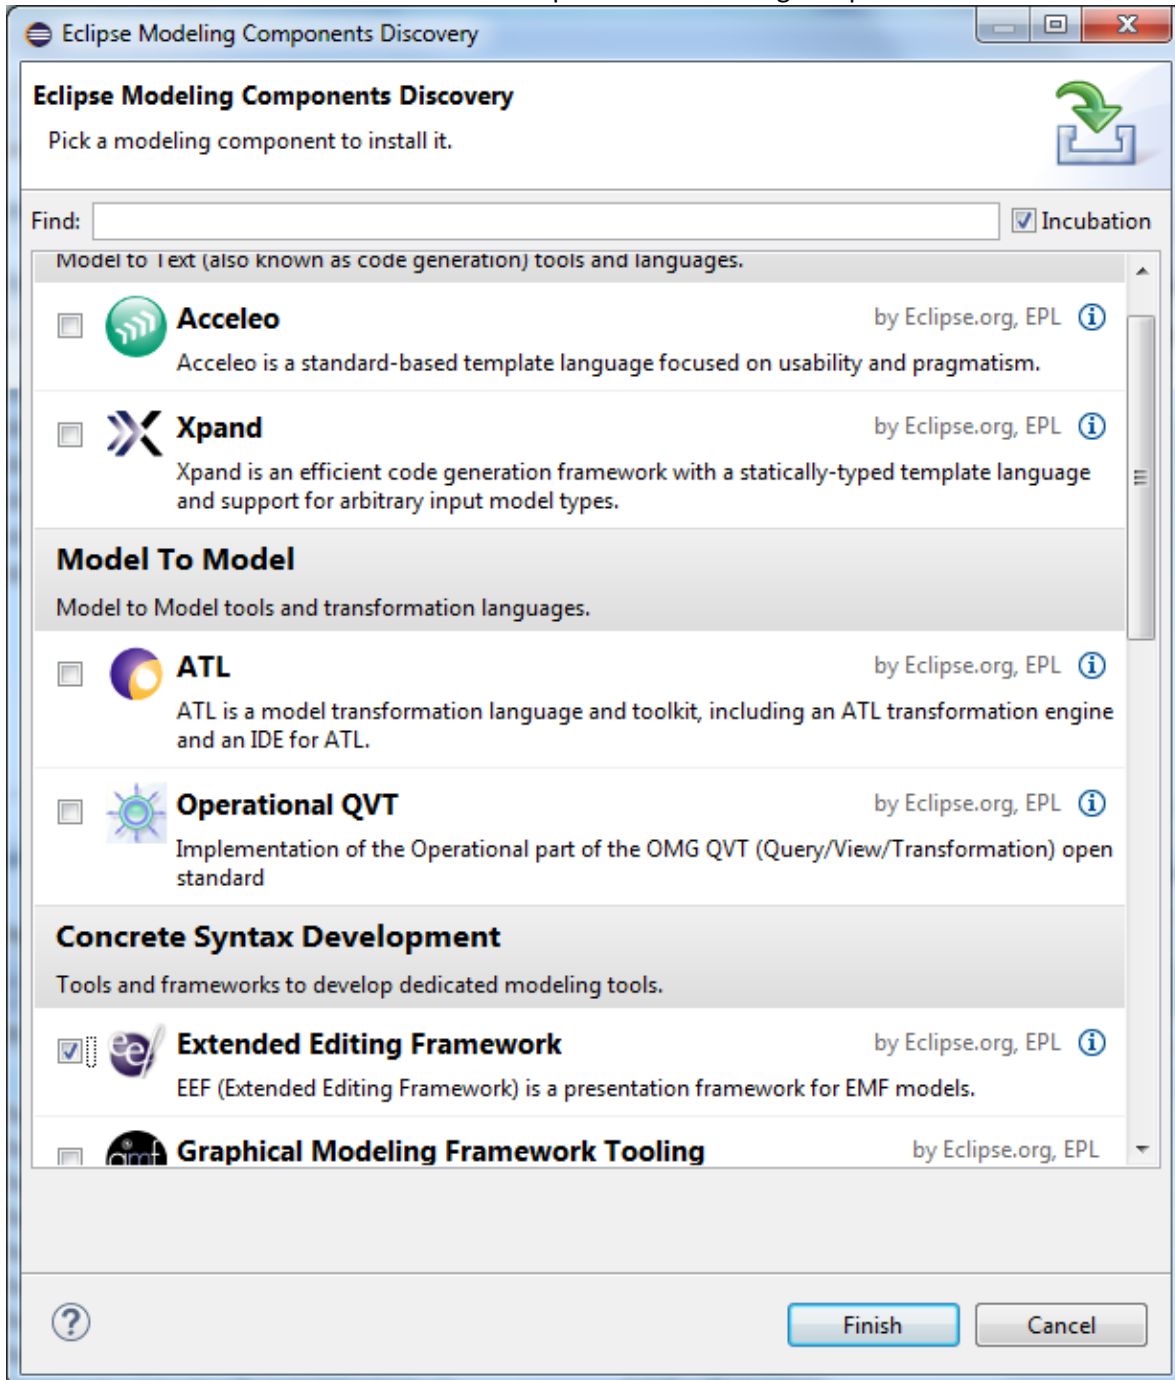 Eclipse Modeling Components Discovery
Eclipse Modeling Components Discovery
Pick a modeling component to install it.
Find:
Incubation
Model to Text (also known as code generation) tools and languages.
Acceleo
by Eclipse.org, EPL
Acceleo is a standard-based template language focused on usability and pragmatism.
Xpand
by Eclipse.org, EPL
Xpand is an efficient code generation framework with a statically-typed template language
and support for arbitrary input model types.
Model To Model
Model to Model tools and transformation languages.
ATL
by Eclipse.org, EPL
ATL is a model transformation language and toolkit, including an ATL transformation engine
and an IDE for ATL.
Operational QVT
by Eclipse.org, EPL
Implementation of the Operational part of the OMG QVT (Query/View/Transformation) open
standard
Concrete Syntax Development
Tools and frameworks to develop dedicated modeling tools.
eef
Extended Editing Framework
by Eclipse.org, EPL
EEF (Extended Editing Framework) is a presentation framework for EMF models.
gmf
Graphical Modeling Framework Tooling
by Eclipse.org, EPL
Finish
Cancel